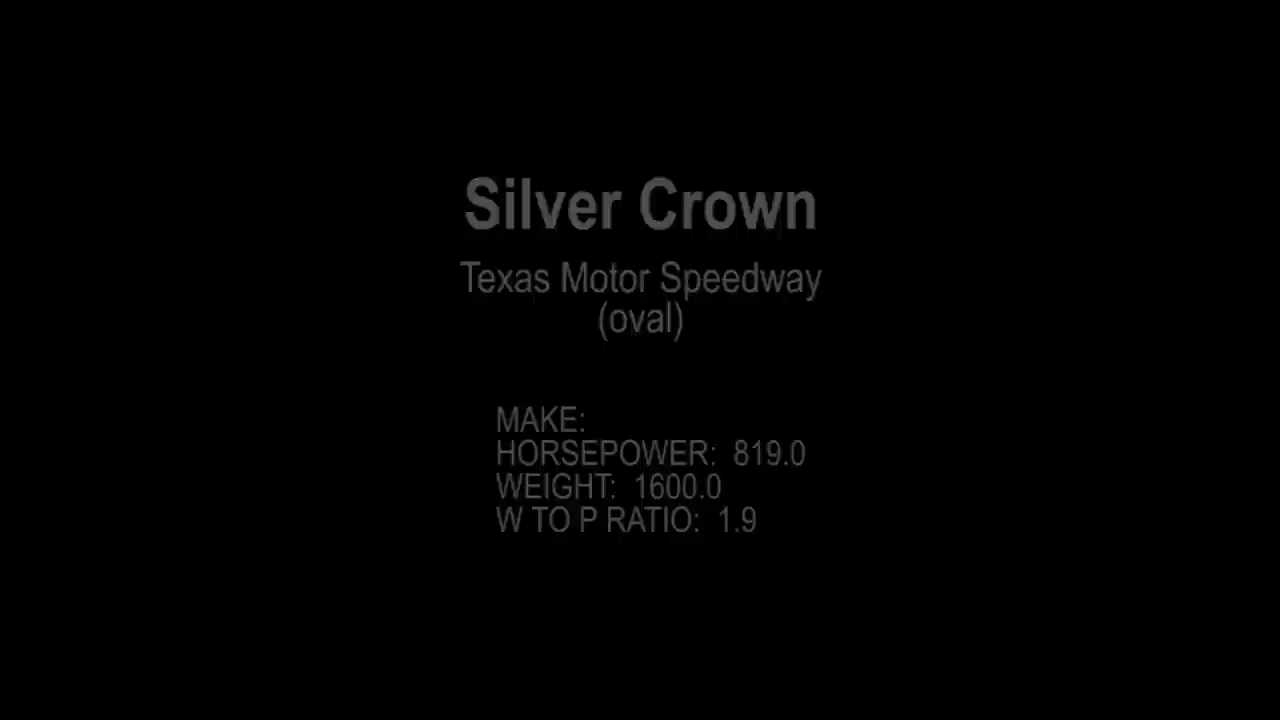 Silver Crown
Texas Motor Speedway
(oval)
MAKE:
HORSEPOWER: 819.0
WEIGHT: 1600.0
W TO P RATIO: 1.9